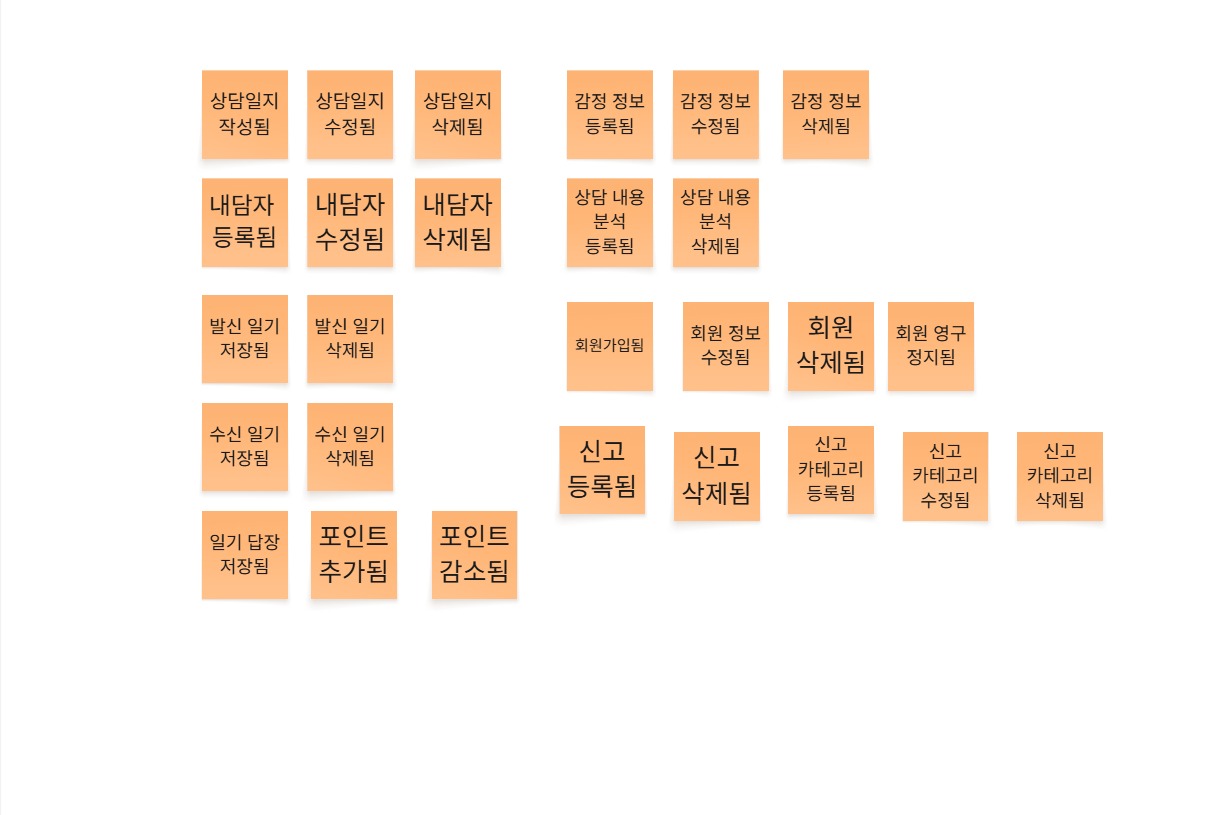 상담일지
작성됨
상담일지
수정됨
상담일지
삭제됨
감정 정보
등록됨
감정 정보
수정됨
감정 정보
삭제됨
내담자
등록됨
내담자
수정됨
내담자
삭제됨
상담 내용
분석
등록됨
상담 내용
분석
삭제됨
발신 일기
저장됨
발신 일기
삭제됨
회원가입됨
회원 정보
수정됨
회원
삭제됨
회원 영구
정지됨
수신 일기
저장됨
수신 일기
삭제됨
신고
등록됨
신고
삭제됨
신고
카테고리
등록됨
신고
카테고리
수정됨
신고
카테고리
삭제됨
일기 답장
저장됨
포인트
추가됨
포인트
감소됨